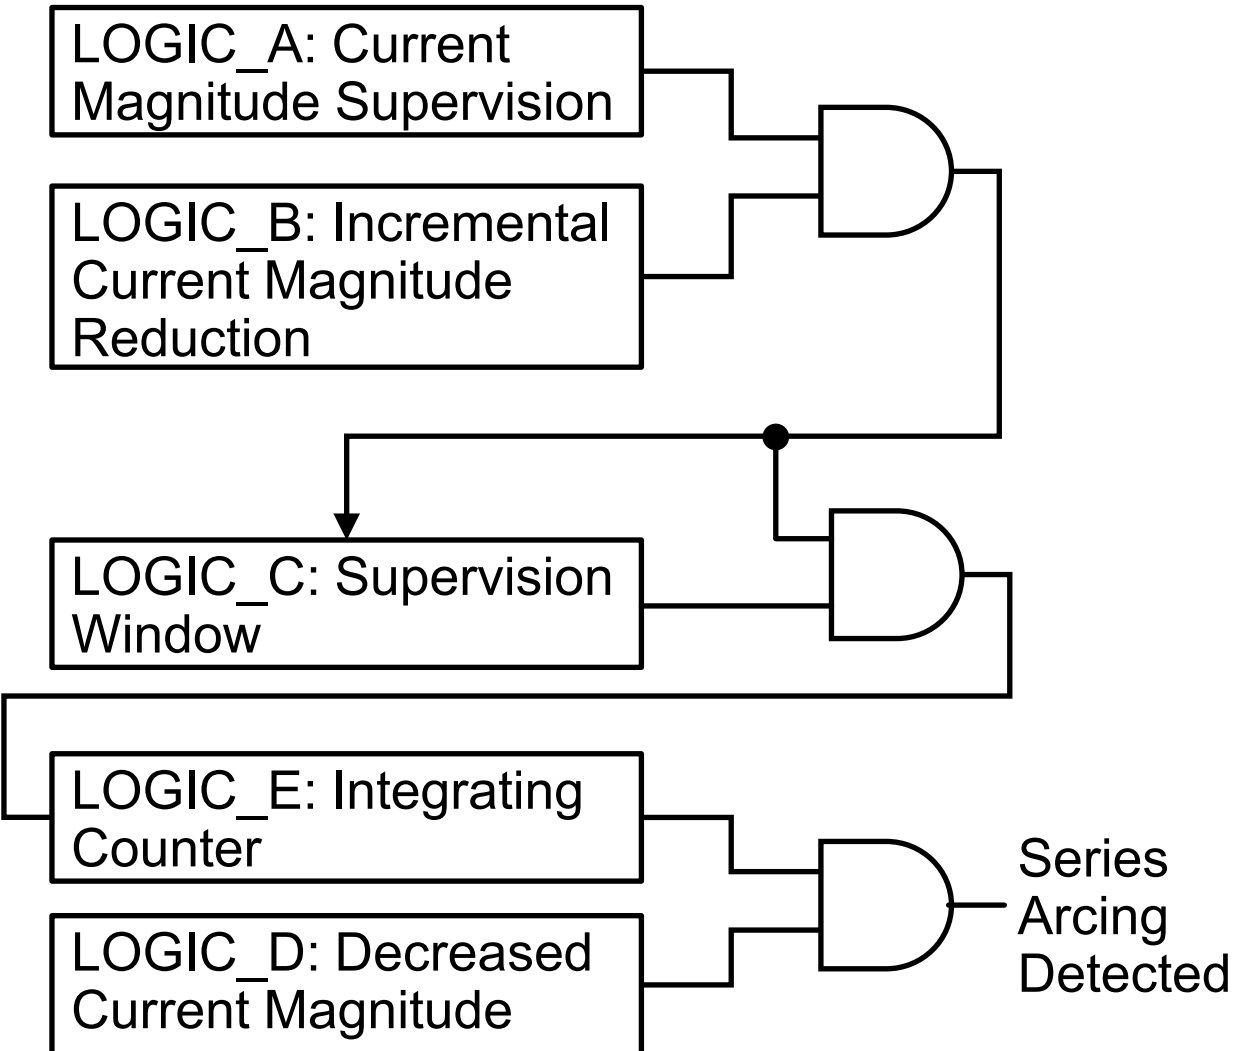 LOGIC_A: Current
Magnitude Supervision
LOGIC_B: Incremental
Current Magnitude
Reduction
LOGIC_C: Supervision
Window
LOGIC_E: Integrating
Counter
LOGIC_D: Decreased
Current Magnitude
Series
Arcing
Detected